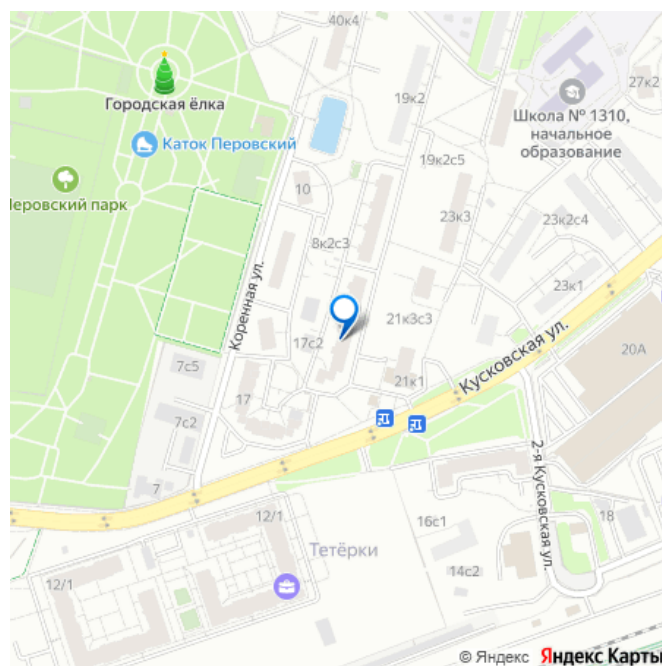 40к4
Городская ёлка
19к2
27к2
Школа № 1310,
начальное
образование
Каток Перовский
19к2с5
Перовский парк
10
23к3
23к2с4
8к2с3
Коренная ул.
23к1
21к3с3
17с2
Кусковская ул.
20А
7с5
21к1
17
7с2
2-я Кусковская ул.
7
12/1
16с1
18
Тетёрки
14с2
12/1
© Яндекс Яндекс Карты